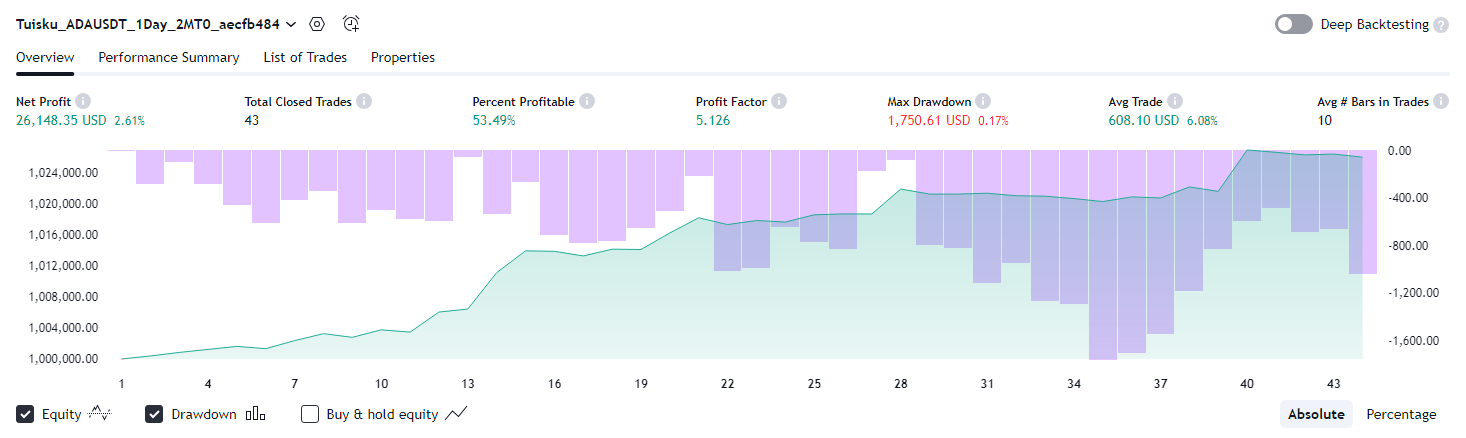 Tuisku_ADAUSDT_1Day_2MT0_aecfb484 Deep Backtesting ?
Overview Performance Summary List of Trades Properties
Net Profit i Total Closed Trades i Percent Profitable i Profit Factor i Max Drawdown i Avg Trade i Avg # Bars in Trades i
26,148.35 USD 2.61% 43 53.49% 5.126 1,750.61 USD 0.17% 608.10 USD 6.08% 10
0.00
1,024,000.00
-400.00
1,020,000.00
1,016,000.00
-800.00
1,012,000.00
-1,200.00
1,008,000.00
1,004,000.00
-1,600.00
1,000,000.00
1 4 7 10 13 16 19 22 25 28 31 34 37 40 43
Equity Drawdown Buy & hold equity Absolute Percentage